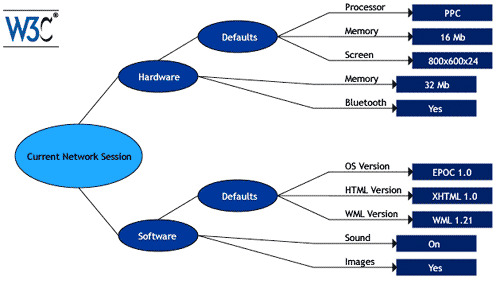 W3C®
Processor
PPC
Defaults
Memory
16 Mb
Screen
800x600x24
Hardware
Memory
32 Mb
Bluetooth
Yes
Current Network Session
OS Version
EPOC 1.0
Defaults
HTML Version
XHTML 1.0
WML Version
WML 1.21
Software
Sound
On
Images
Yes